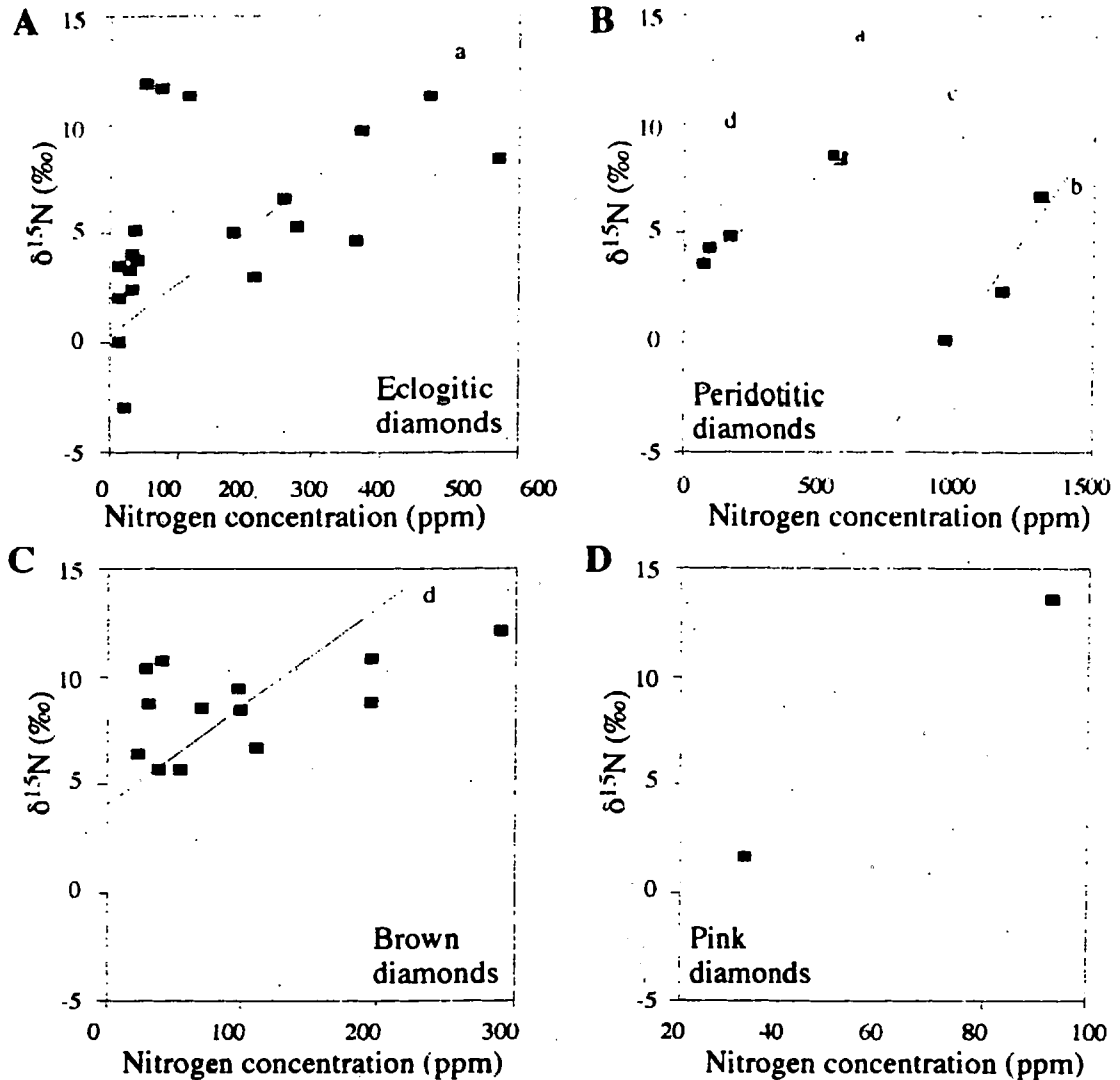 A
B
15
10
5
0
-5
δ¹⁵N (‰)
a
Eclogitic
diamonds
0 100 200 300 400 500 600
Nitrogen concentration (ppm)
15
10
5
0
-5
δ¹⁵N (‰)
d
c
d
b
Peridotitic
diamonds
0 500 1000 1500
Nitrogen concentration (ppm)
C
D
15
10
5
0
-5
δ¹⁵N (‰)
d
Brown
diamonds
0 100 200 300
Nitrogen concentration (ppm)
15
10
5
0
-5
δ¹⁵N (‰)
Pink
diamonds
20 40 60 80 100
Nitrogen concentration (ppm)